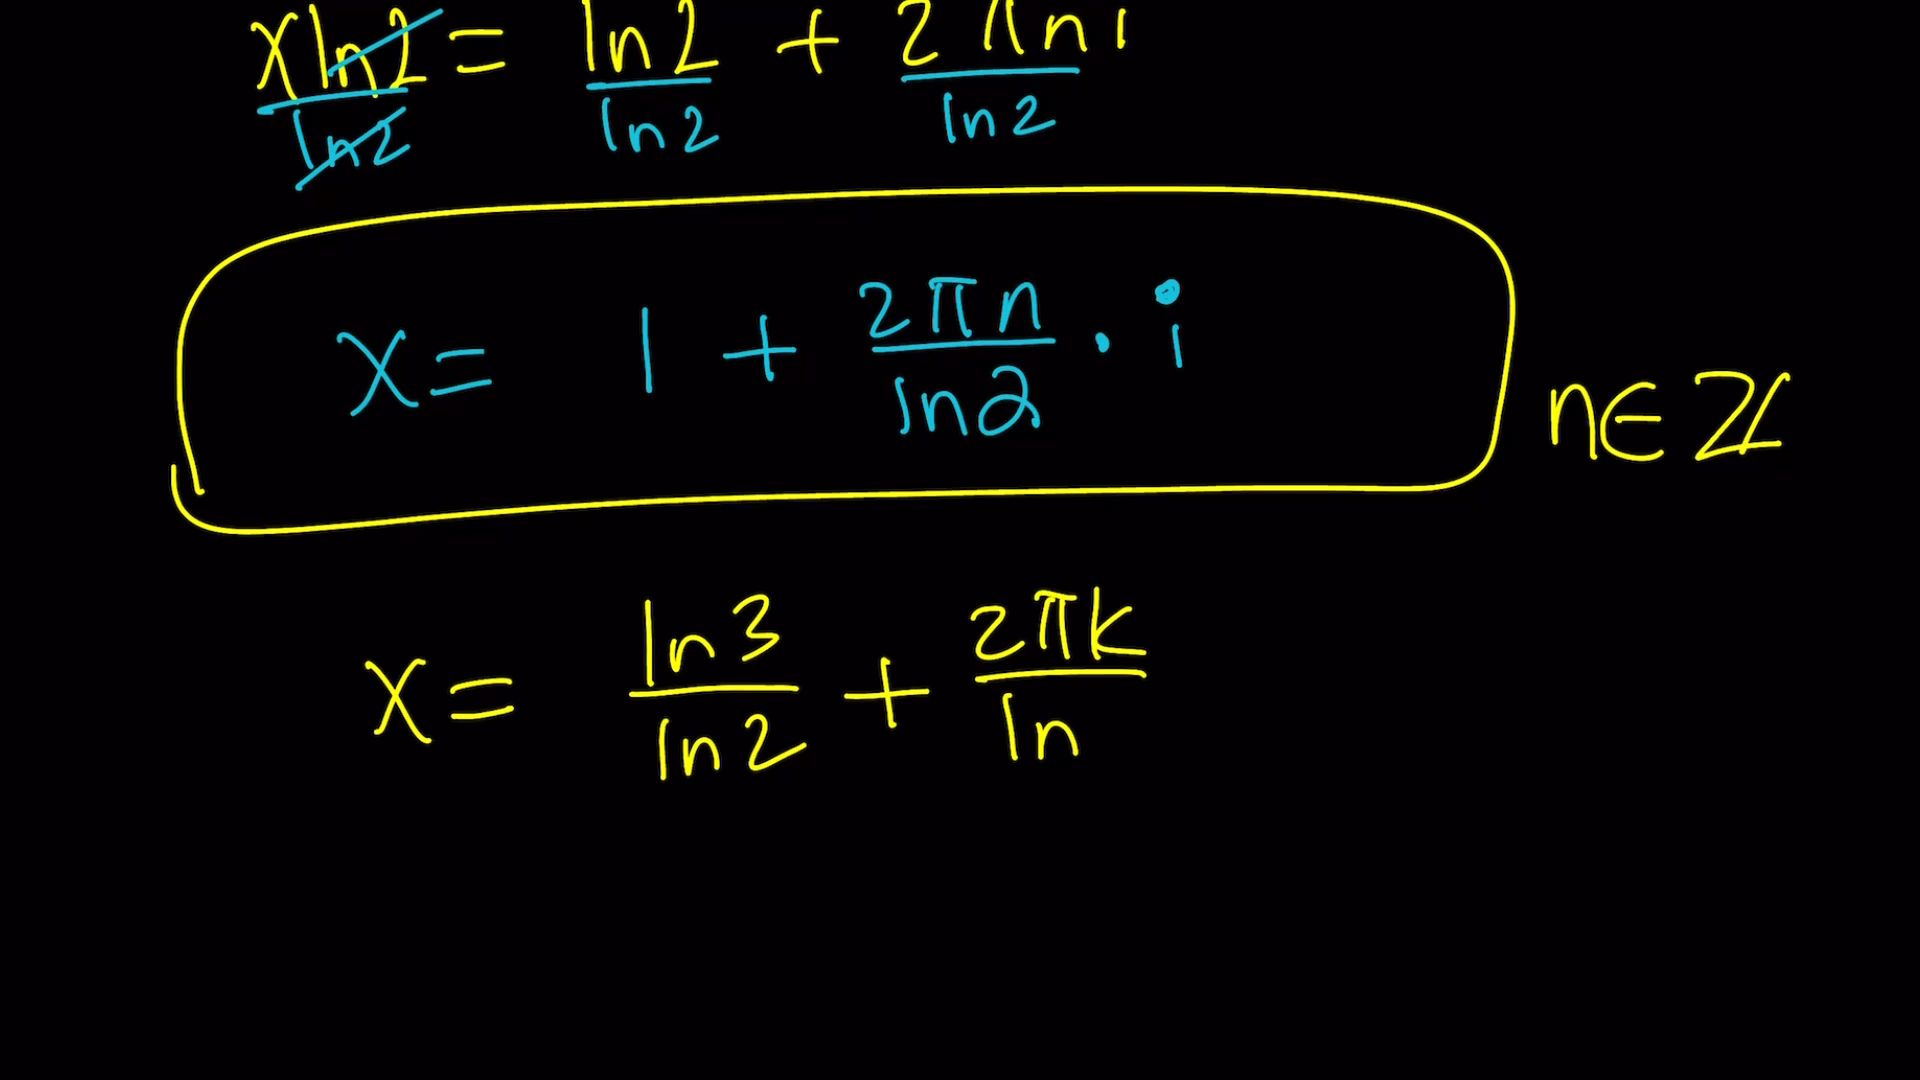 x ln2 / ln2 = ln2 / ln2 + 2πni / ln2
x = 1 + 2πn / ln2 · i
n ∈ ℤ
x = ln3 / ln2 + 2πk / ln